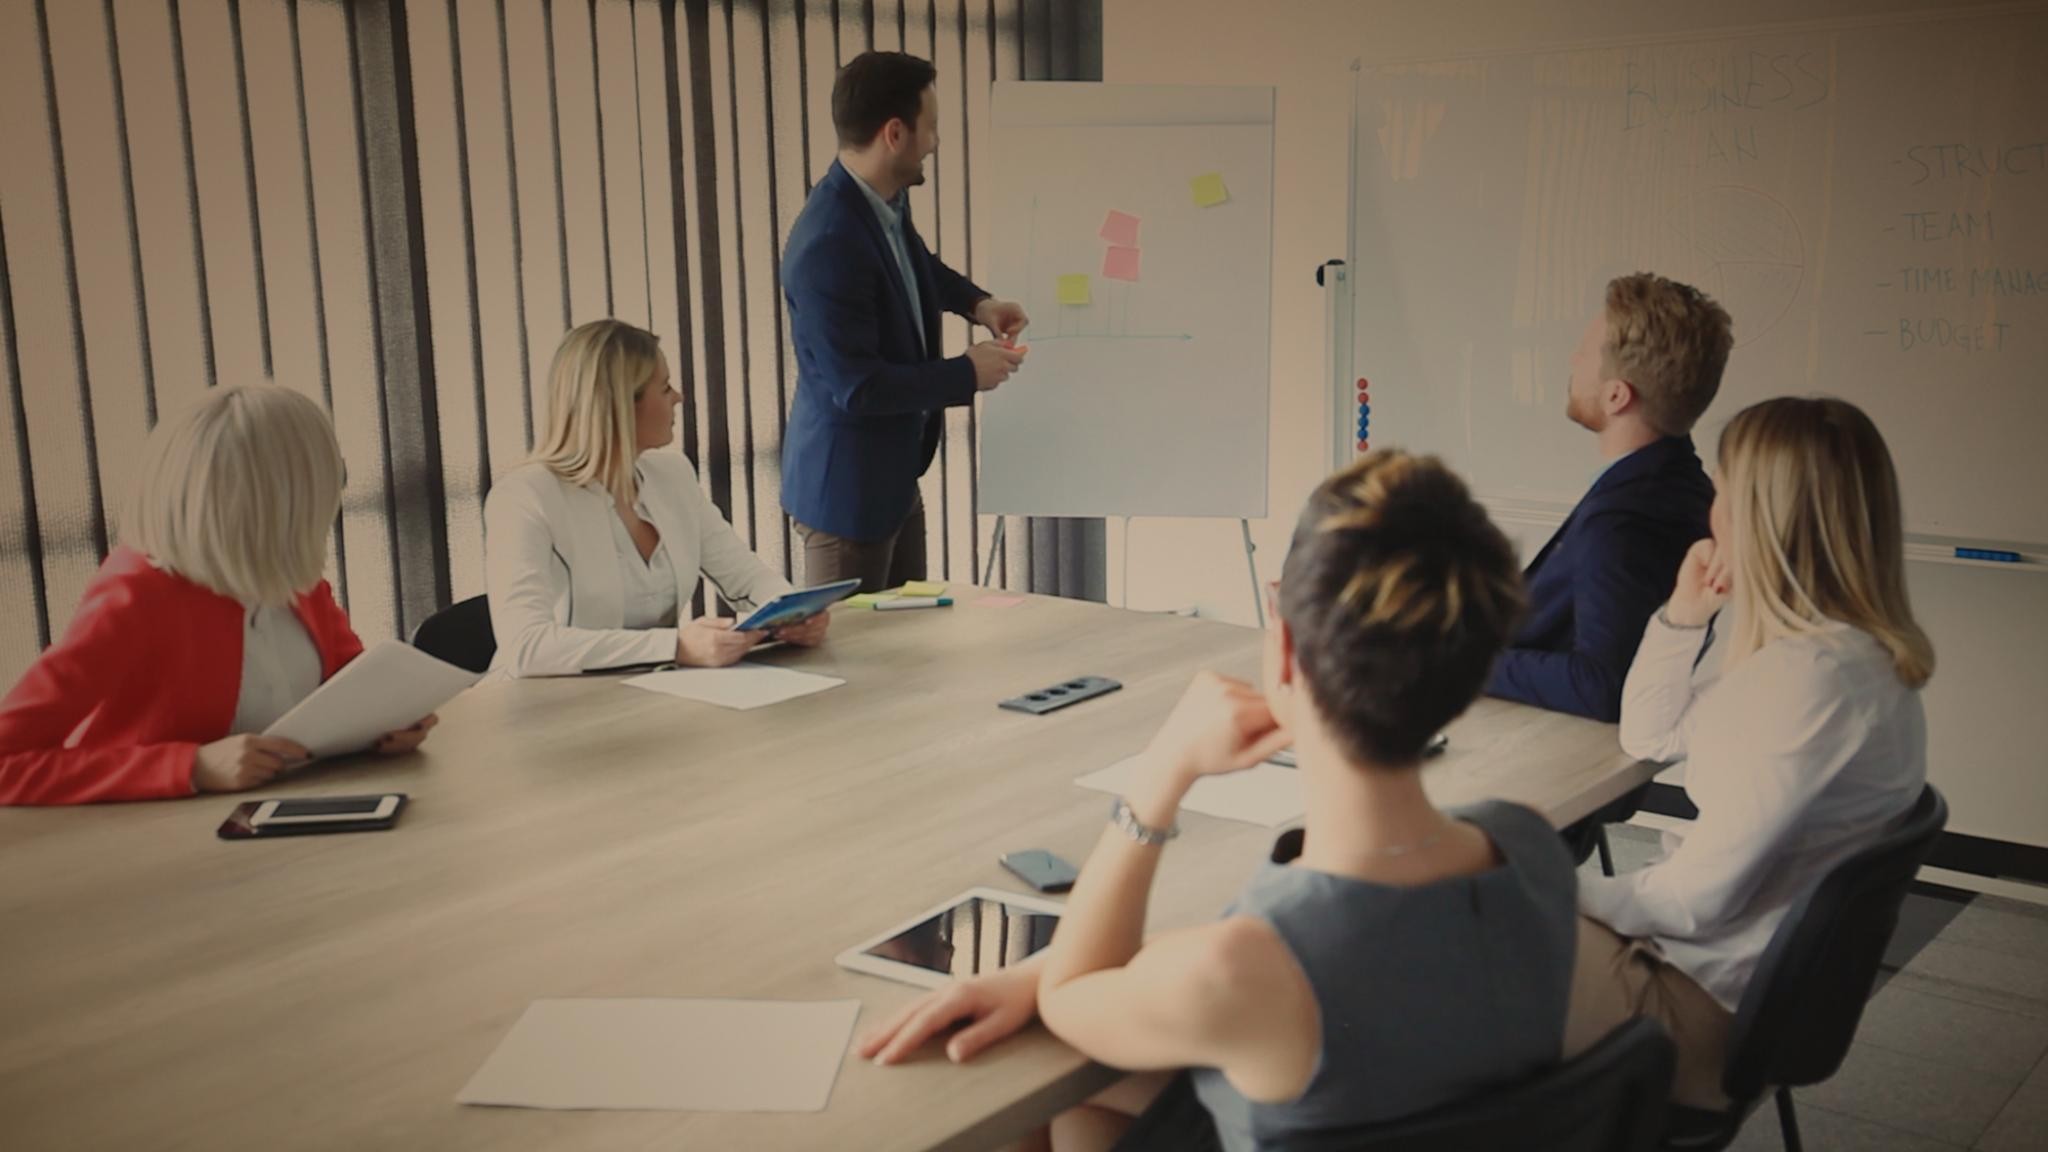 BUSINESS
PLAN
- STRUCT
- TEAM
- TIME MANAG
- BUDGET